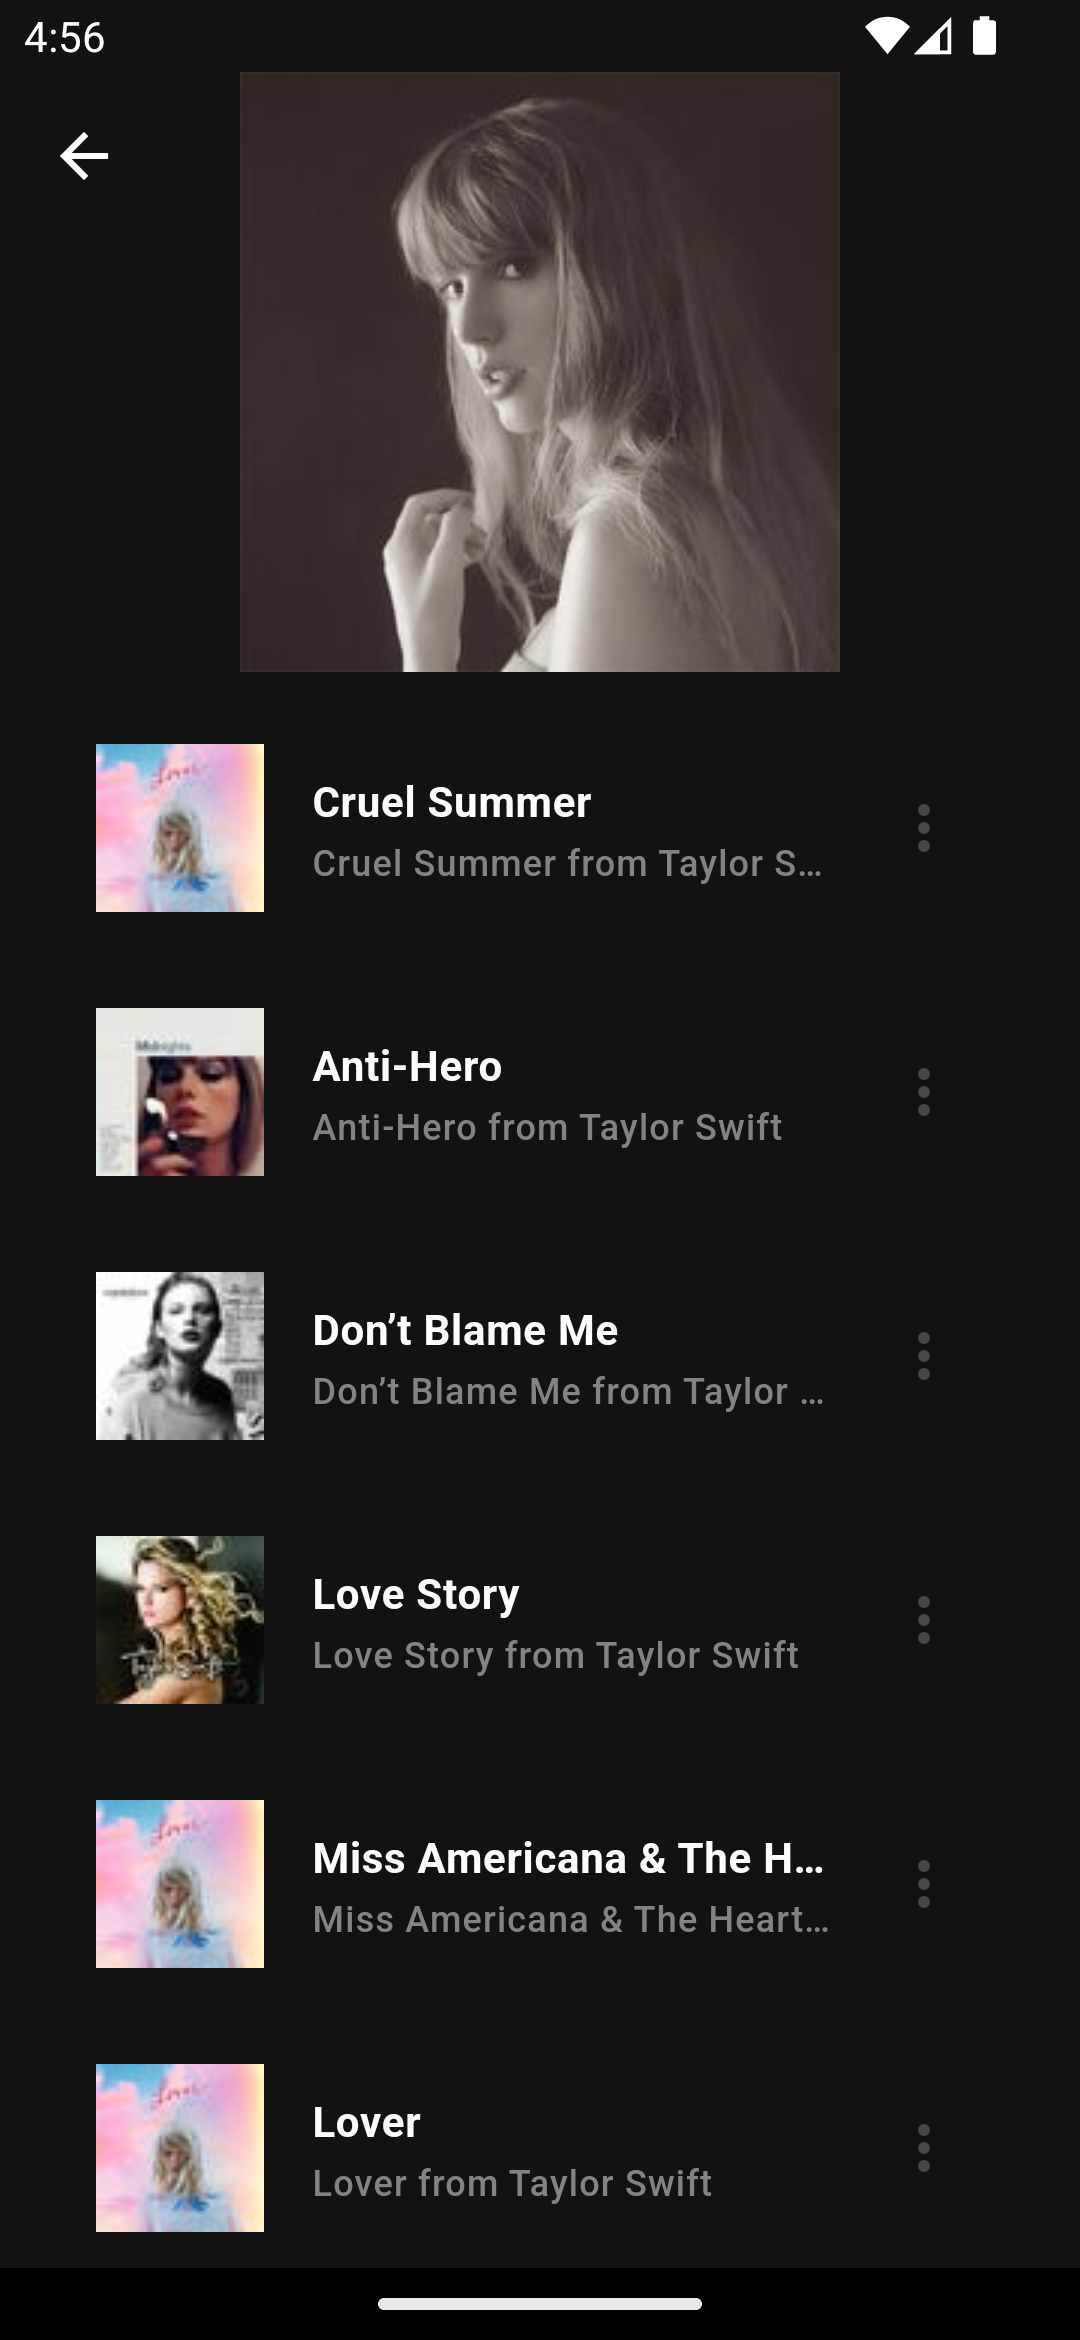 4:56
Cruel Summer
Cruel Summer from Taylor S…
Anti-Hero
Anti-Hero from Taylor Swift
Don’t Blame Me
Don’t Blame Me from Taylor …
Love Story
Love Story from Taylor Swift
Miss Americana & The H…
Miss Americana & The Heart…
Lover
Lover from Taylor Swift